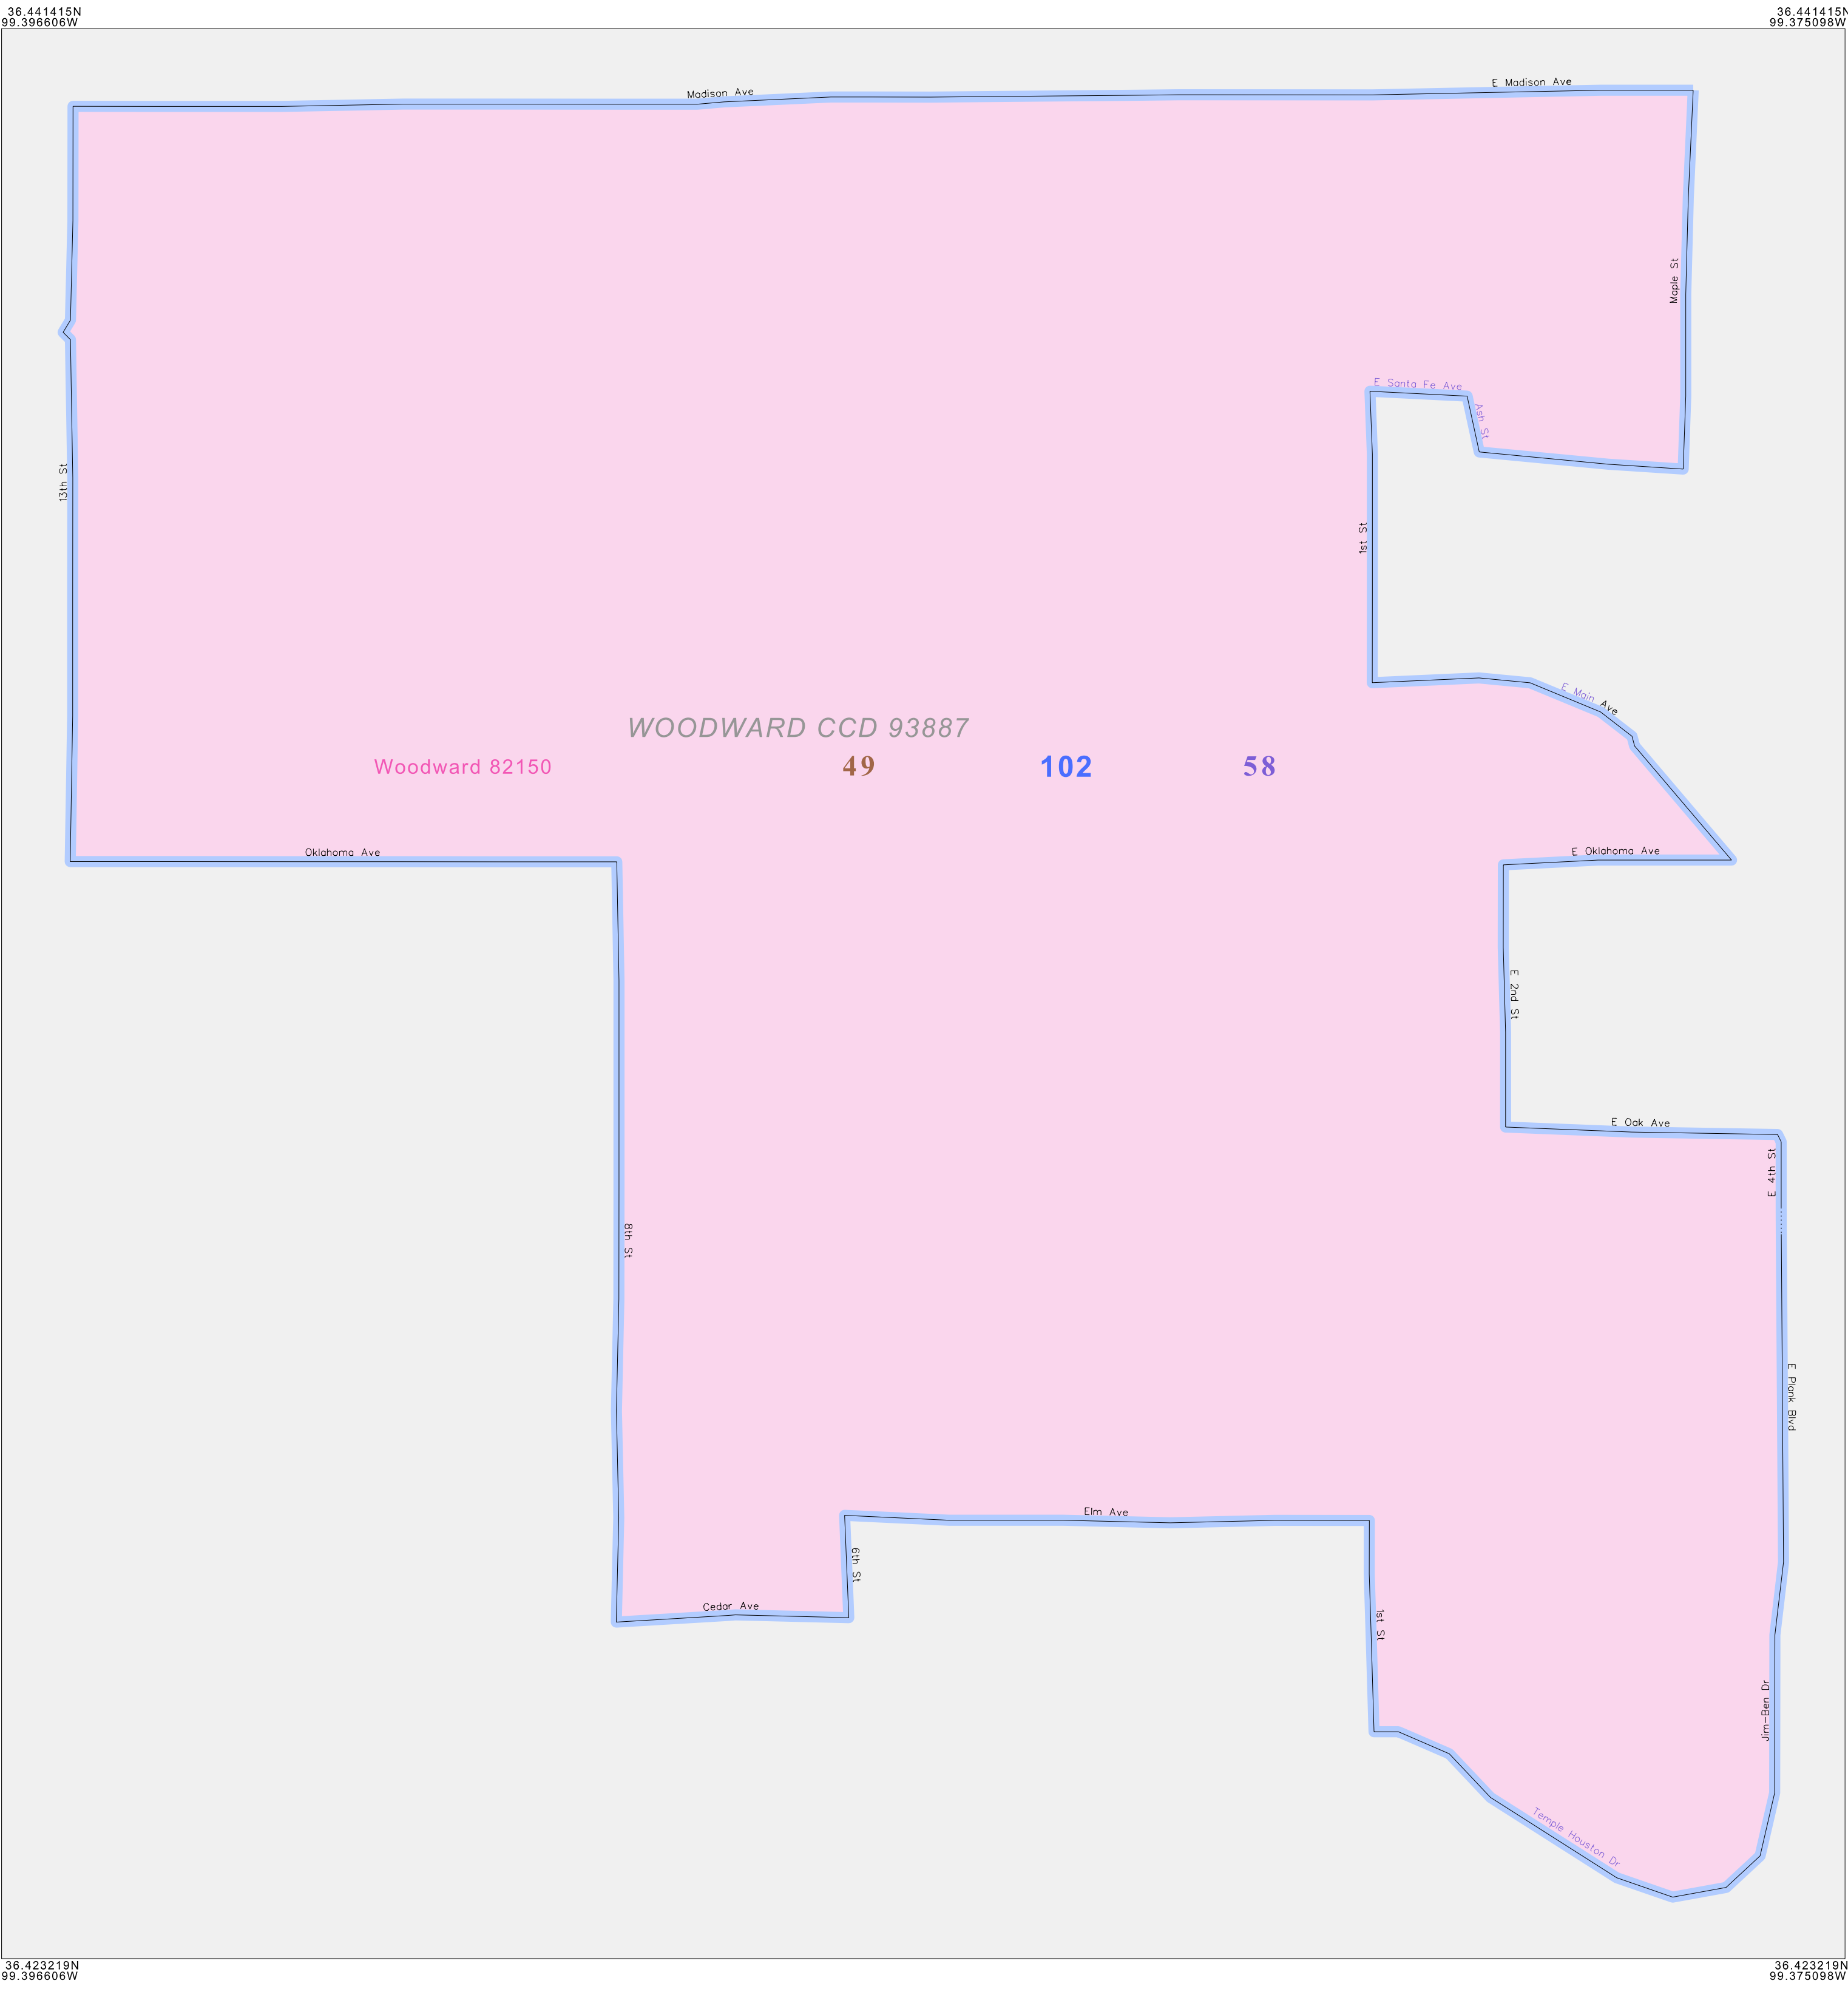 36.441415N
99.396606W
36.441415N
99.375098W
Madison Ave
E Madison Ave
Maple St
E Santa Fe Ave
Ash St
13th St
1st St
E Main Ave
WOODWARD CCD 93887
Woodward 82150
49
102
58
Oklahoma Ave
E Oklahoma Ave
E 2nd St
E Oak Ave
E 4th St
8th St
E Plank Blvd
Elm Ave
6th St
Cedar Ave
1st St
Jim-Ben Dr
Temple Houston Dr
36.423219N
99.396606W
36.423219N
99.375098W